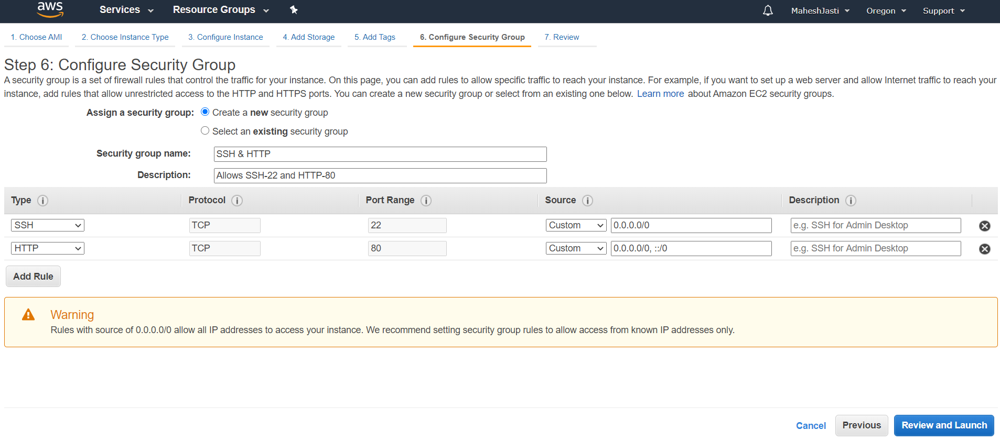 aws Services Resource Groups MaheshJasti Oregon Support
1. Choose AMI 2. Choose Instance Type 3. Configure Instance 4. Add Storage 5. Add Tags 6. Configure Security Group 7. Review
Step 6: Configure Security Group
A security group is a set of firewall rules that control the traffic for your instance. On this page, you can add rules to allow specific traffic to reach your instance. For example, if you want to set up a web server and allow Internet traffic to reach your
instance, add rules that allow unrestricted access to the HTTP and HTTPS ports. You can create a new security group or select from an existing one below. Learn more about Amazon EC2 security groups.
Assign a security group: Create a new security group
Select an existing security group
Security group name: SSH & HTTP
Description: Allows SSH-22 and HTTP-80
Type i Protocol i Port Range i Source i Description i
SSH TCP 22 Custom 0.0.0.0/0 e.g. SSH for Admin Desktop
HTTP TCP 80 Custom 0.0.0.0/0, ::/0 e.g. SSH for Admin Desktop
Add Rule
Warning
Rules with source of 0.0.0.0/0 allow all IP addresses to access your instance. We recommend setting security group rules to allow access from known IP addresses only.
Cancel Previous Review and Launch